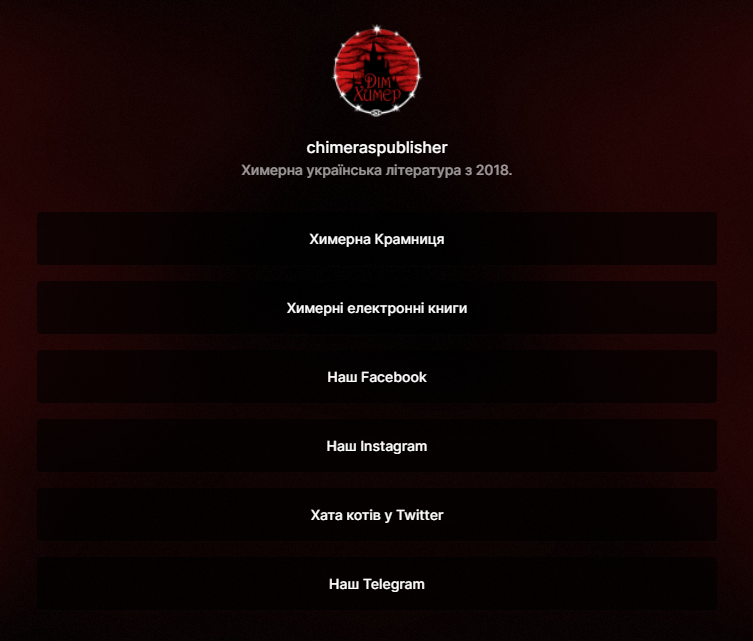 Дім
Химер
chimeraspublisher
Химерна українська література з 2018.
Химерна Крамниця
Химерні електронні книги
Наш Facebook
Наш Instagram
Хата котів у Twitter
Наш Telegram